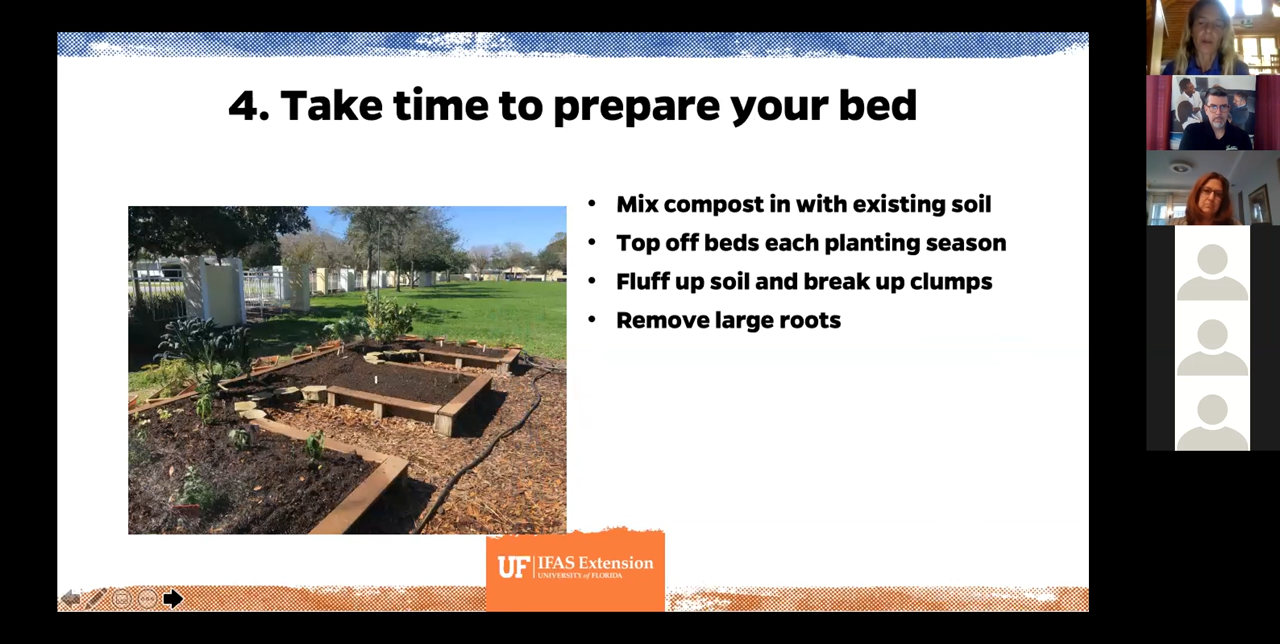 4. Take time to prepare your bed
• Mix compost in with existing soil
• Top off beds each planting season
• Fluff up soil and break up clumps
• Remove large roots
UF IFAS Extension
UNIVERSITY of FLORIDA